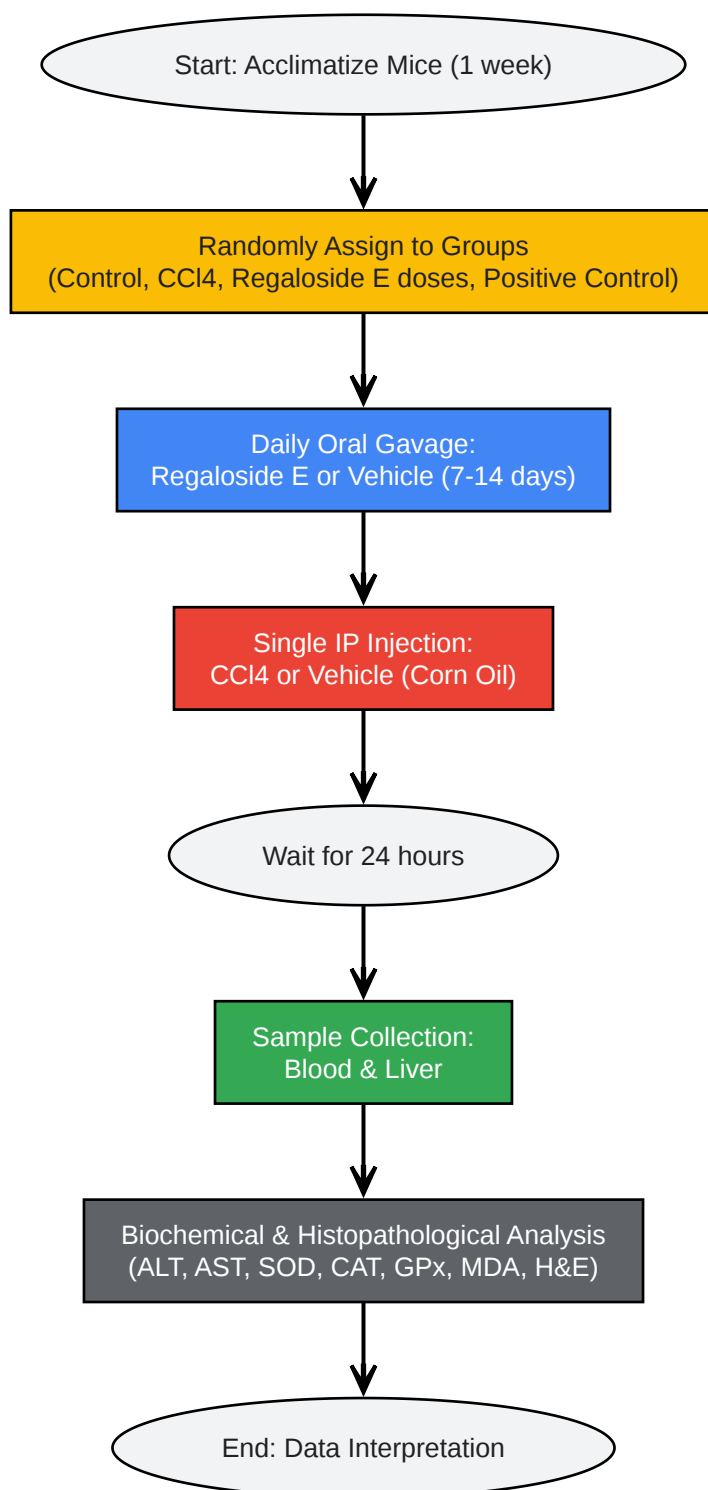 Start: Acclimatize Mice (1 week)
Randomly Assign to Groups
(Control, CCl4, Regaloside E doses, Positive Control)
Daily Oral Gavage:
Regaloside E or Vehicle (7-14 days)
Single IP Injection:
CCl4 or Vehicle (Corn Oil)
Wait for 24 hours
Sample Collection:
Blood & Liver
Biochemical & Histopathological Analysis
(ALT, AST, SOD, CAT, GPx, MDA, H&E)
End: Data Interpretation